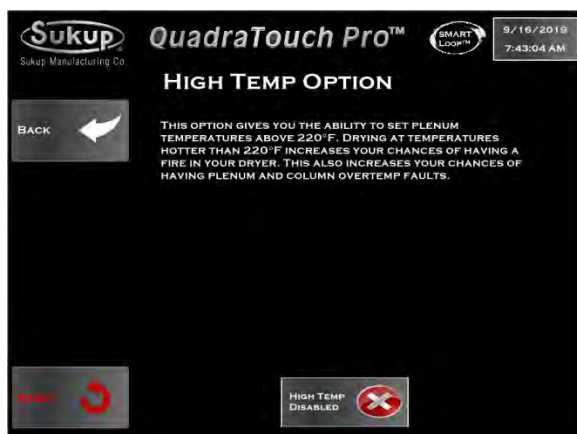 Sukup
Sukup Manufacturing Co.
QuadraTouch Pro™
SMART
LOOP™
9/16/2019
7:43:04 AM
HIGH TEMP OPTION
BACK
THIS OPTION GIVES YOU THE ABILITY TO SET PLENUM
TEMPERATURES ABOVE 220°F. DRYING AT TEMPERATURES
HOTTER THAN 220°F INCREASES YOUR CHANCES OF HAVING A
FIRE IN YOUR DRYER. THIS ALSO INCREASES YOUR CHANCES OF
HAVING PLENUM AND COLUMN OVERTEMP FAULTS.
RESET
HIGH TEMP
DISABLED